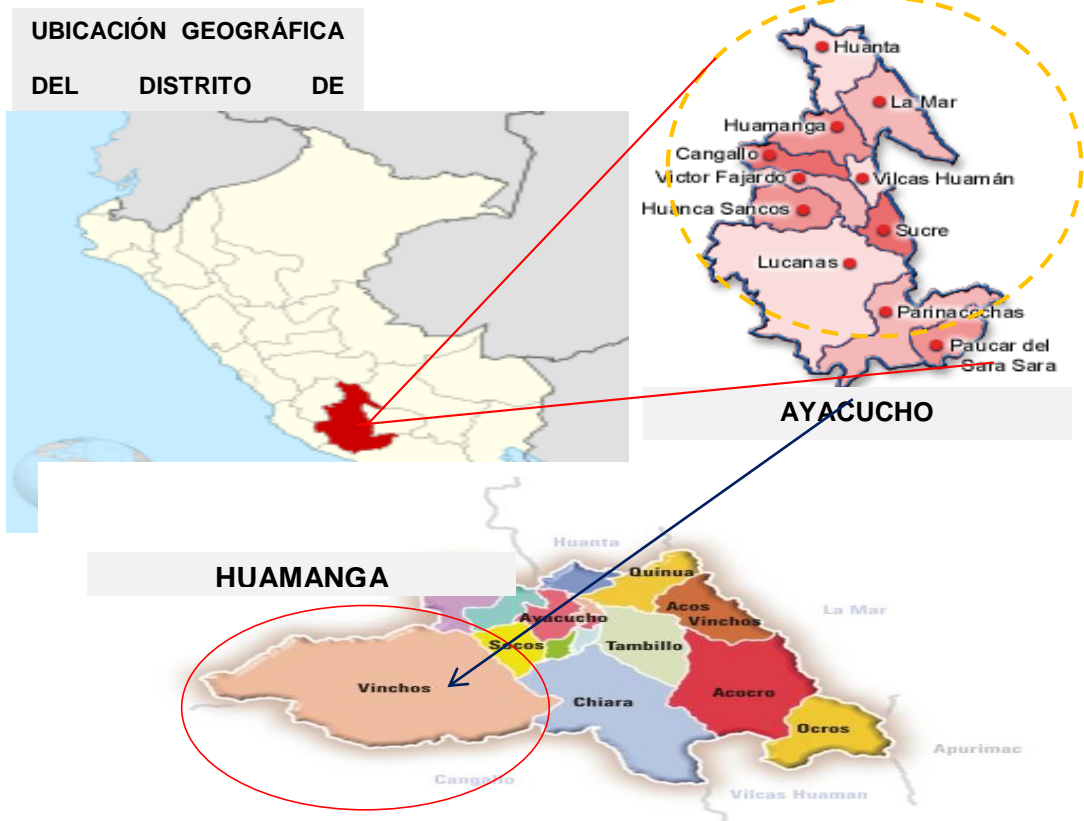 UBICACIÓN GEOGRÁFICA
DEL DISTRITO DE
Huanta
La Mar
Huamanga
Cangallo
Victor Fajardo
Vilcas Huamán
Huanca Sancos
Sucre
Lucanas
Parinacochas
Paucar del
Sara Sara
AYACUCHO
HUAMANGA
Huanta
Quinua
Acos
Vinchos
La Mar
Ayacucho
Socos
Tambillo
Vinchos
Chiara
Acocro
Ocros
Apurimac
Cangallo
Vilcas Huaman